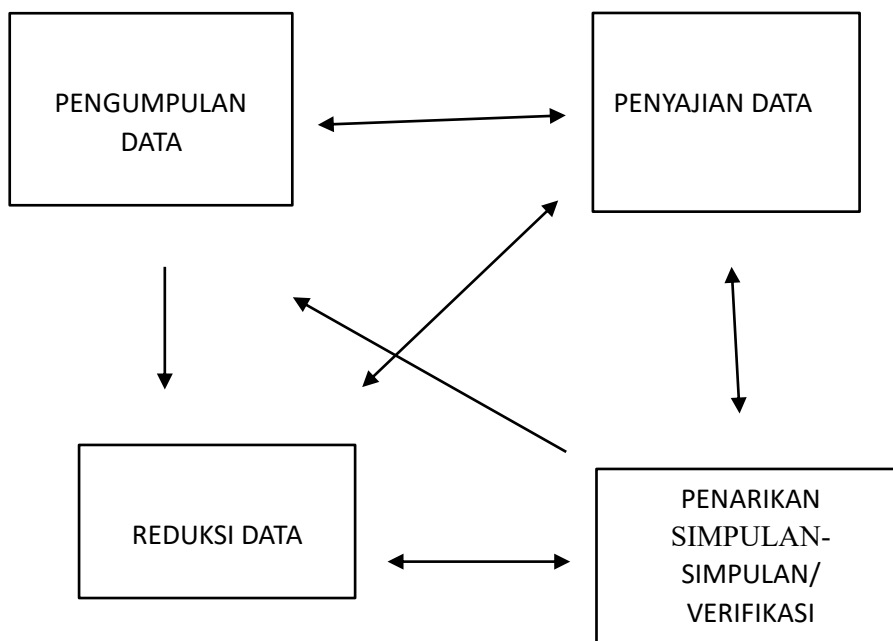 PENGUMPULAN
DATA
PENYAJIAN DATA
REDUKSI DATA
PENARIKAN
SIMPULAN-
SIMPULAN/
VERIFIKASI